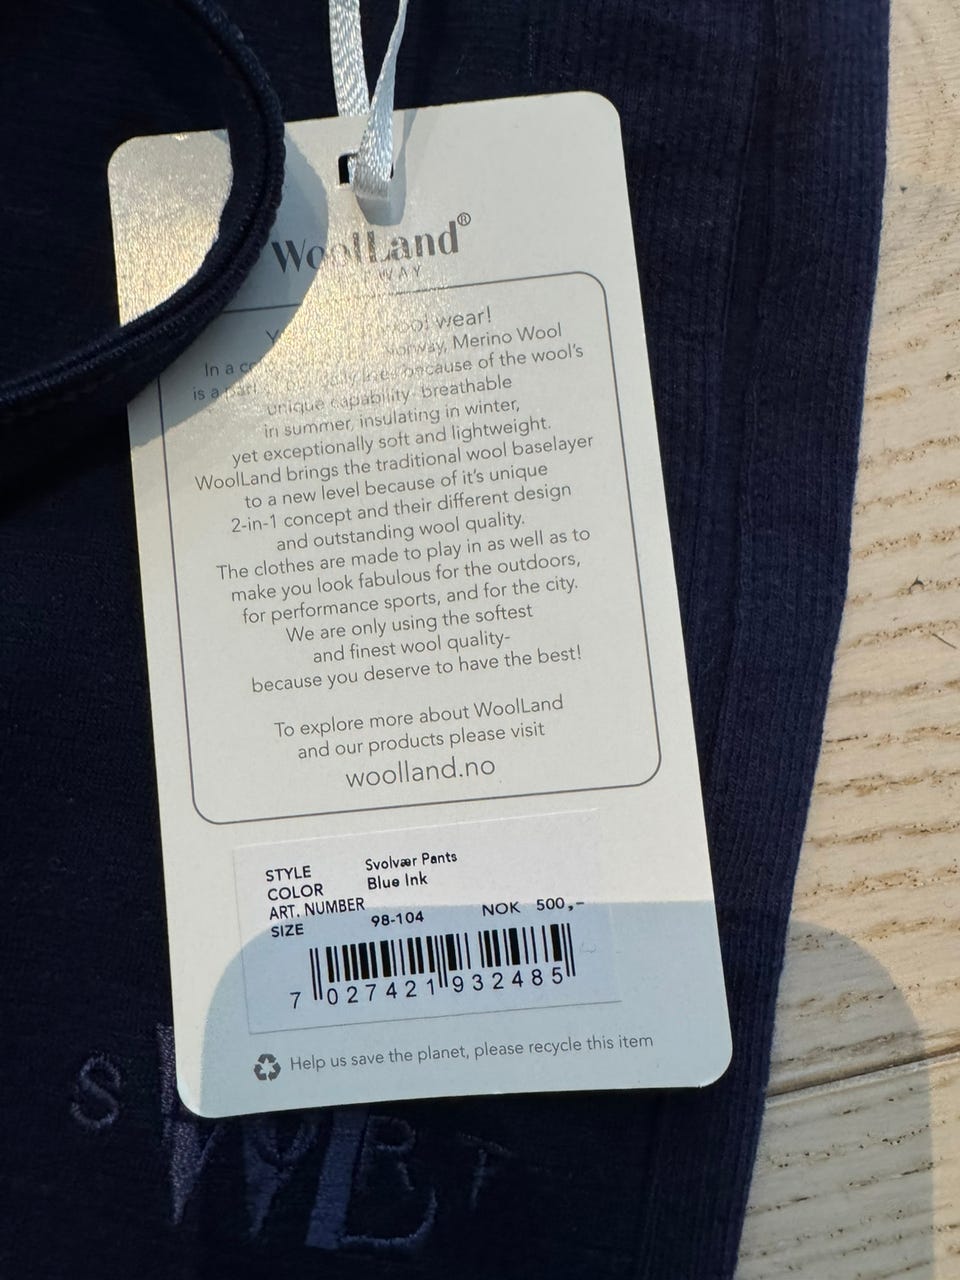 WoolLand®
WAY
wool wear!
In a Norway, Merino Wool
is a part because of the wool's
unique capability- breathable
in summer, insulating in winter,
yet exceptionally soft and lightweight.
WoolLand brings the traditional wool baselayer
to a new level because of it's unique
2-in-1 concept and their different design
and outstanding wool quality.
The clothes are made to play in as well as to
make you look fabulous for the outdoors,
for performance sports, and for the city.
We are only using the softest
and finest wool quality-
because you deserve to have the best!
To explore more about WoolLand
and our products please visit
woolland.no
STYLE Svolvær Pants
COLOR Blue Ink
ART. NUMBER
SIZE 98-104 NOK 500,-
7 027421 932485
Help us save the planet, please recycle this item